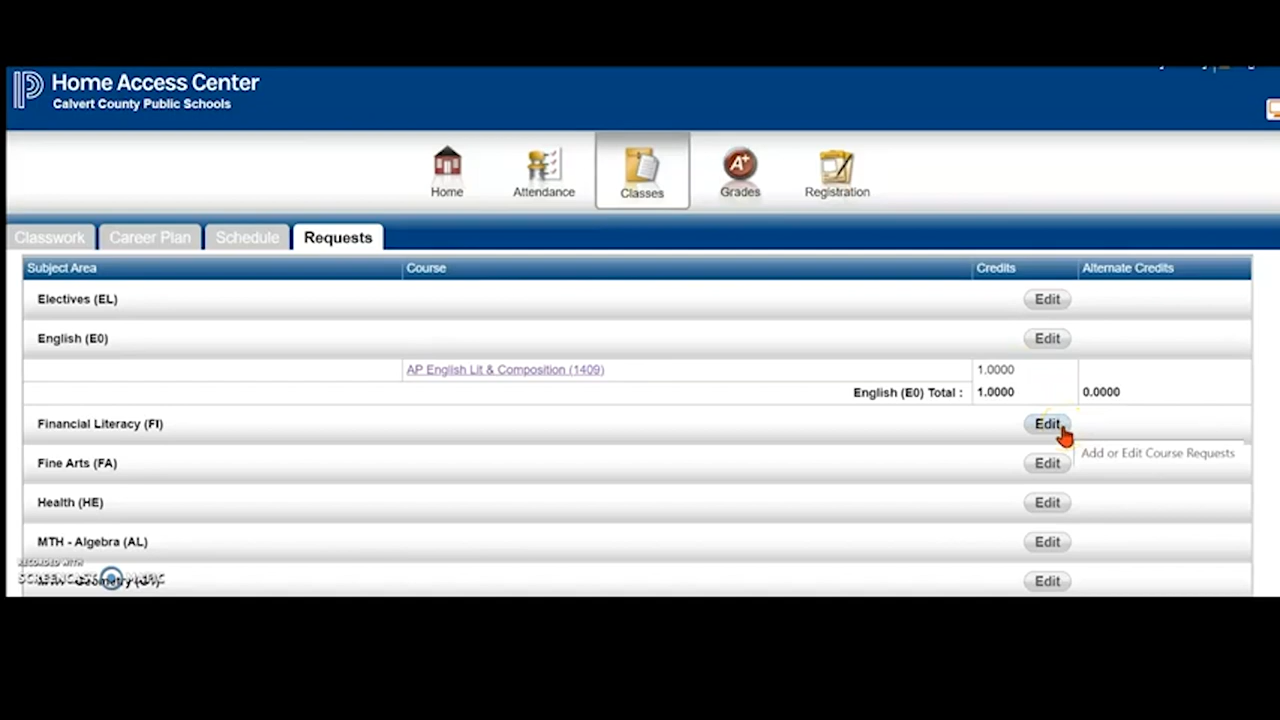 Home Access Center
Calvert County Public Schools
Home Attendance Classes Grades Registration
Classwork Career Plan Schedule Requests
Subject Area Course Credits Alternate Credits
Electives (EL) Edit
English (E0) Edit
AP English Lit & Composition (1409) 1.0000
English (E0) Total : 1.0000 0.0000
Financial Literacy (FI) Edit
Add or Edit Course Requests
Fine Arts (FA) Edit
Health (HE) Edit
MTH - Algebra (AL) Edit
RECORDED WITH
Edit